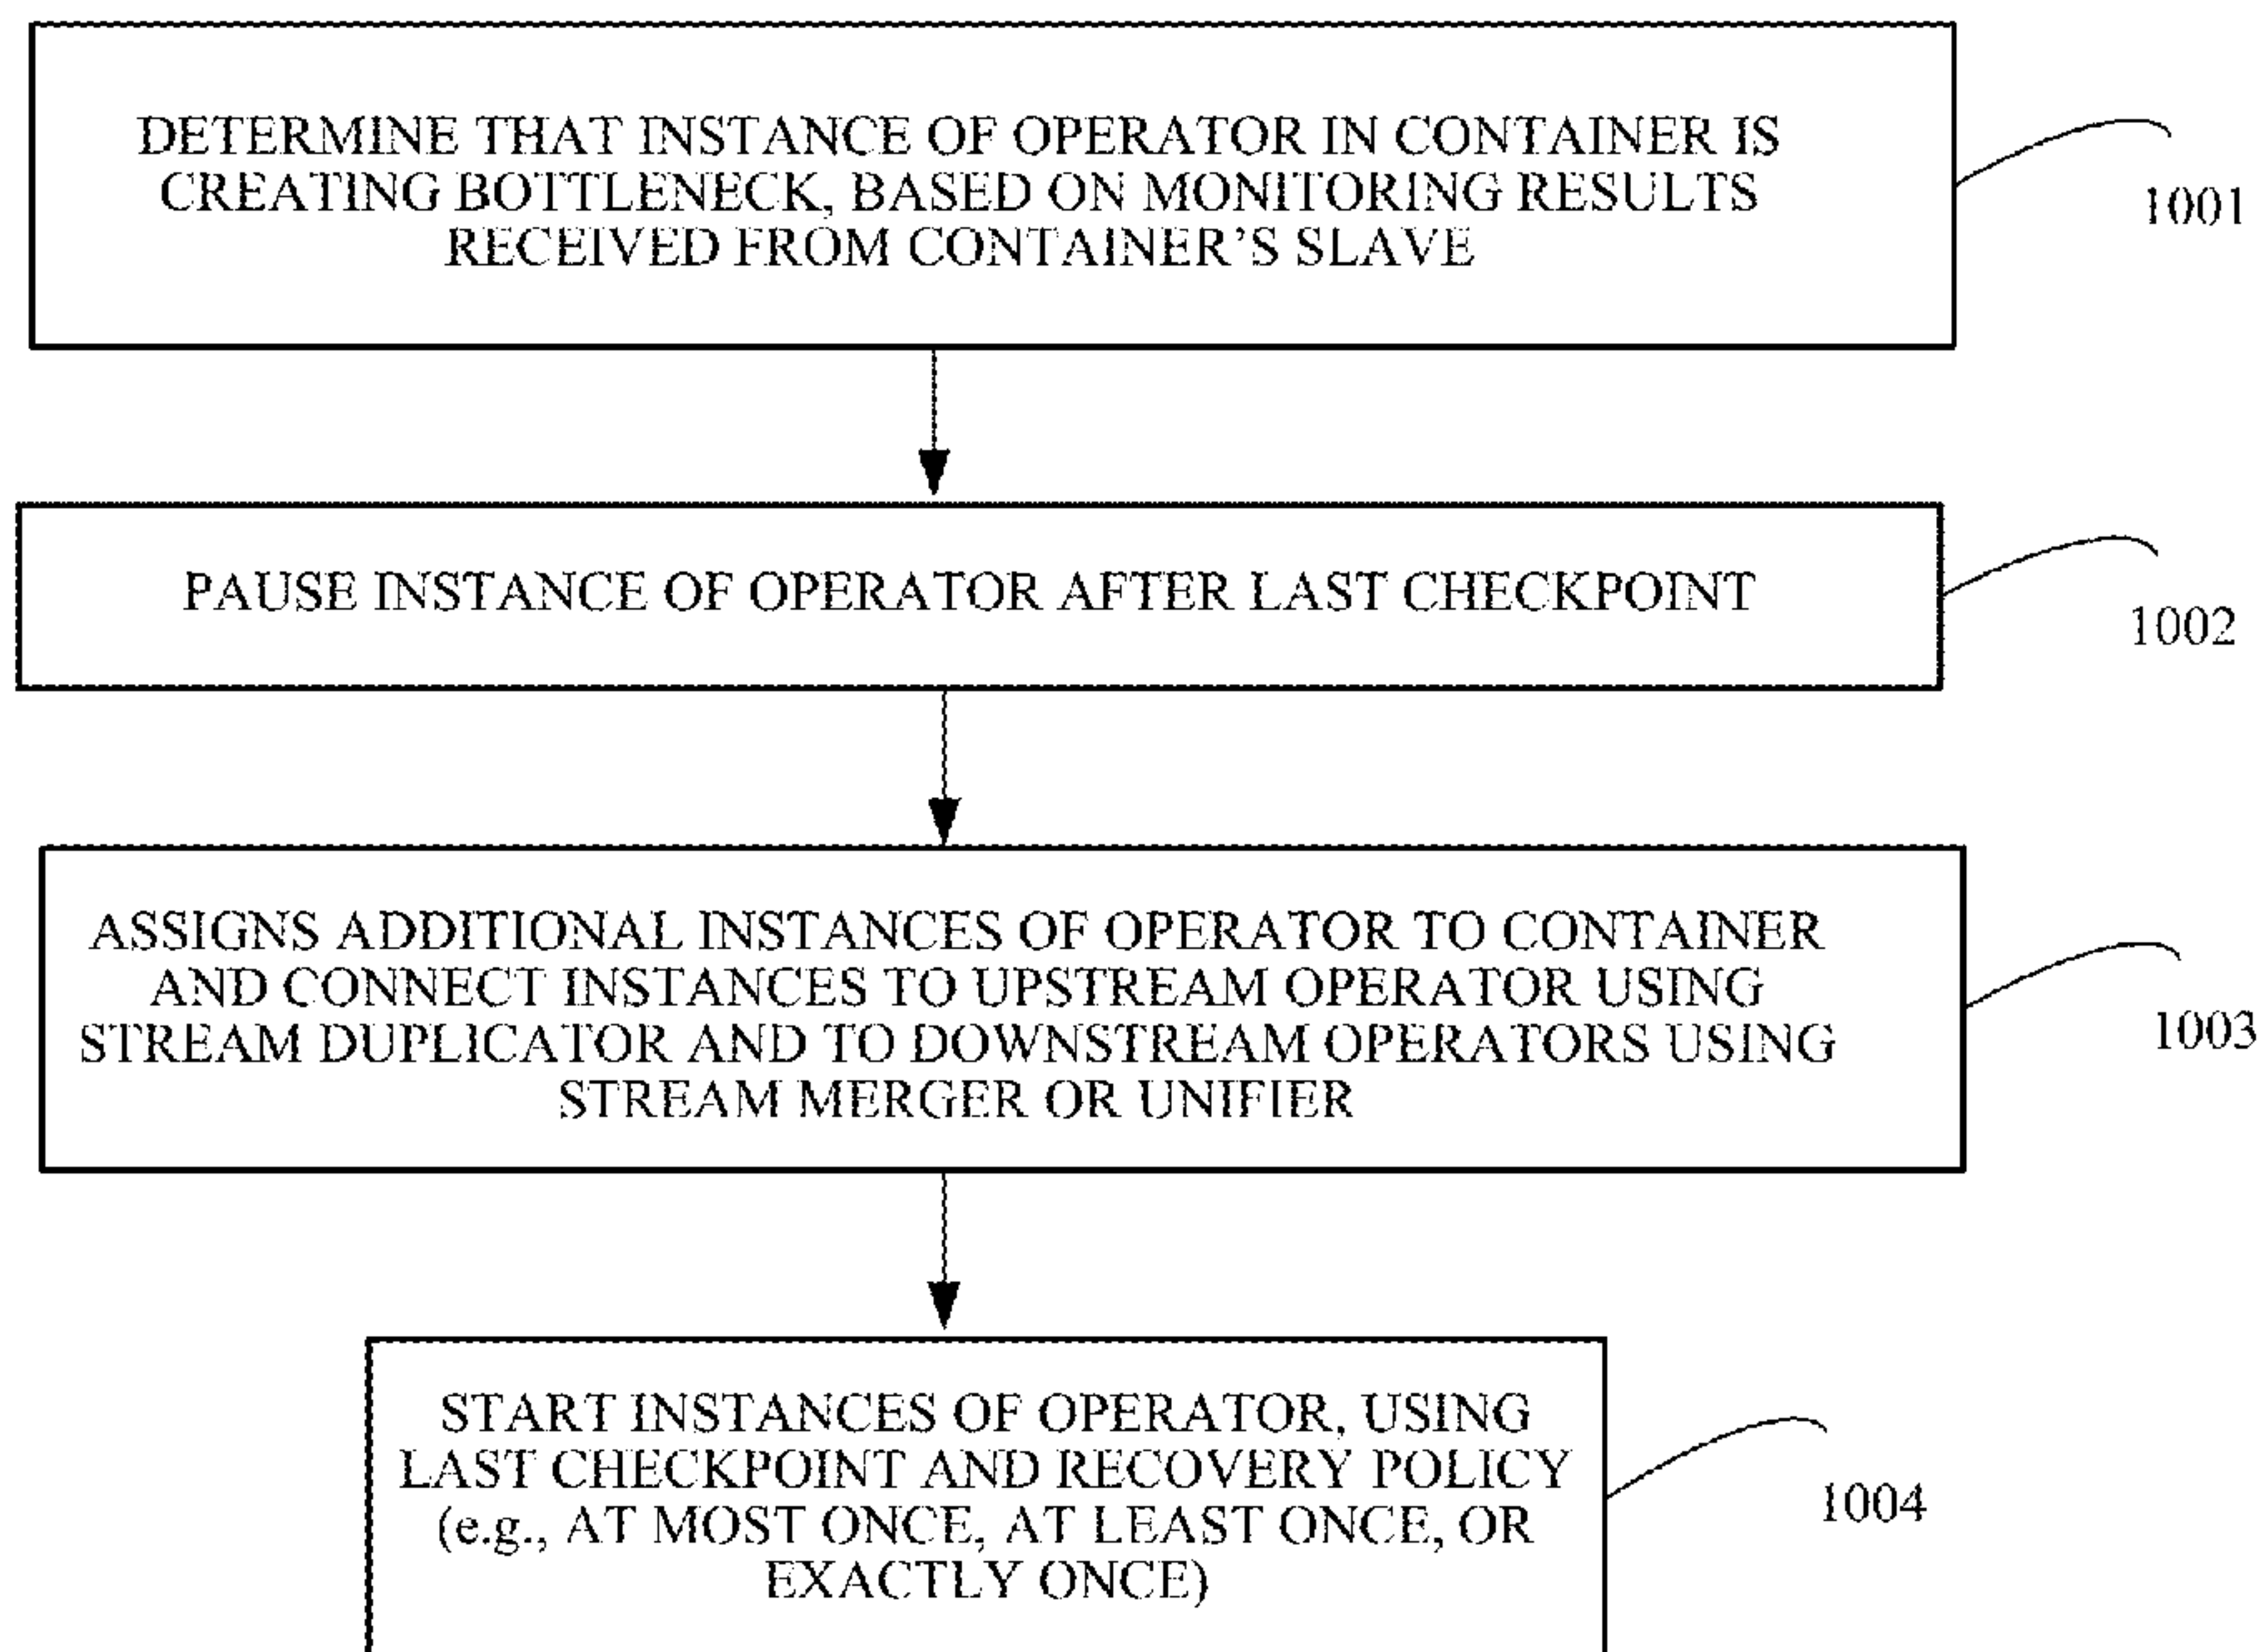 DETERMINE THAT INSTANCE OF OPERATOR IN CONTAINER IS
CREATING BOTTLENECK, BASED ON MONITORING RESULTS
RECEIVED FROM CONTAINER'S SLAVE
1001
PAUSE INSTANCE OF OPERATOR AFTER LAST CHECKPOINT
1002
ASSIGNS ADDITIONAL INSTANCES OF OPERATOR TO CONTAINER
AND CONNECT INSTANCES TO UPSTREAM OPERATOR USING
STREAM DUPLICATOR AND TO DOWNSTREAM OPERATORS USING
STREAM MERGER OR UNIFIER
1003
START INSTANCES OF OPERATOR, USING
LAST CHECKPOINT AND RECOVERY POLICY
(e.g., AT MOST ONCE, AT LEAST ONCE, OR
EXACTLY ONCE)
1004